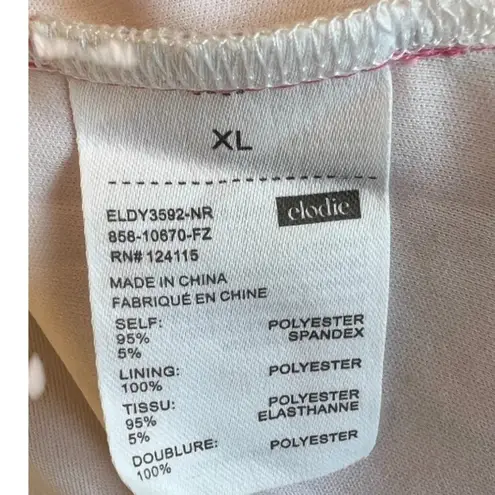 XL
ELDY3592-NR elodie
858-10670-FZ
RN# 124115
MADE IN CHINA
FABRIQUÉ EN CHINE
SELF: POLYESTER
95% SPANDEX
5%
LINING: POLYESTER
100%
TISSU: POLYESTER
95% ELASTHANNE
5%
DOUBLURE: POLYESTER
100%